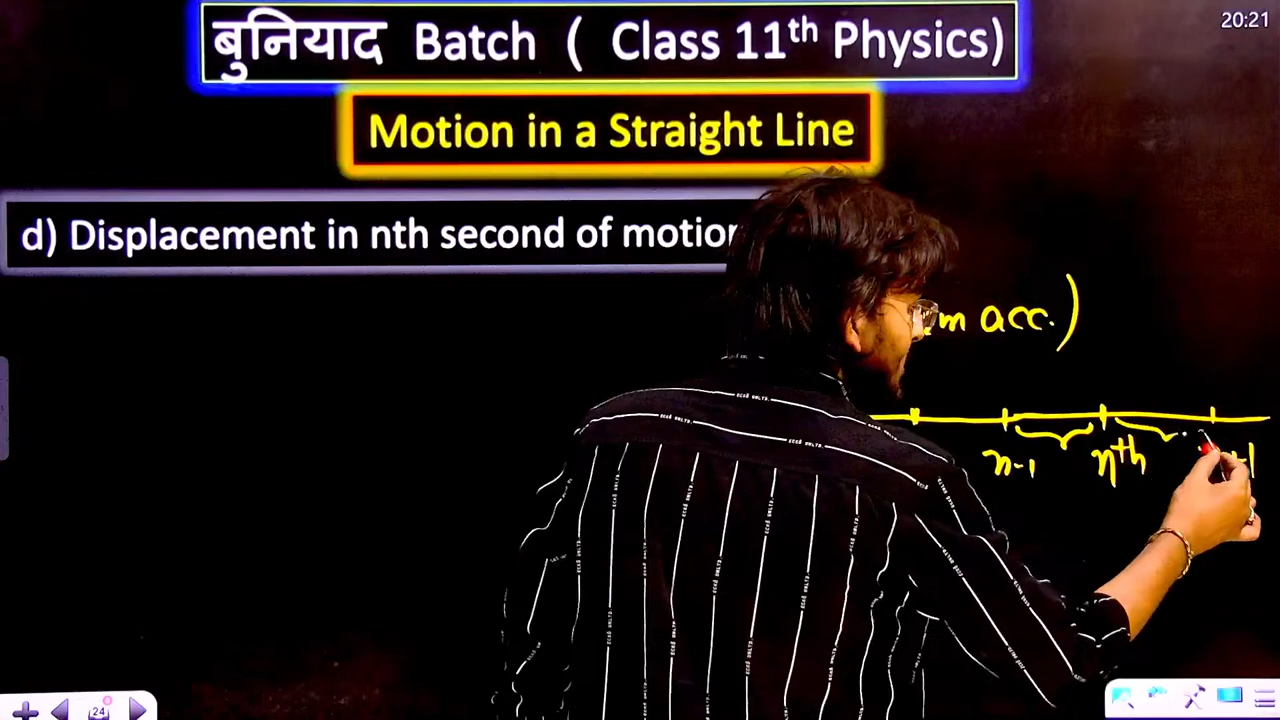 20:21
बुनियाद Batch ( Class 11th Physics)
Motion in a Straight Line
d) Displacement in nth second of motion
acc.)
n-1 nth
24